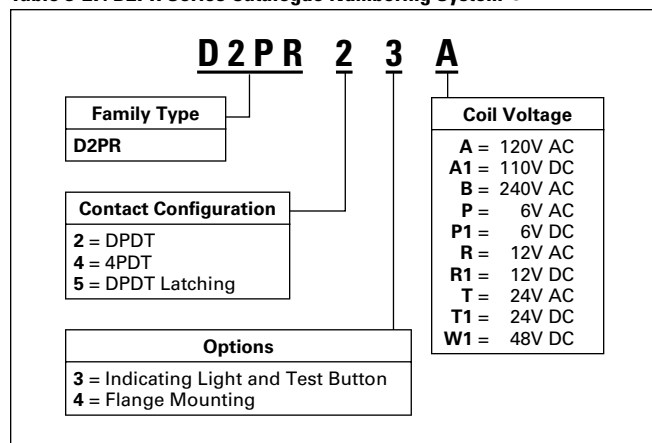 D2PR 2 3 A
Family Type
D2PR
Contact Configuration
2 = DPDT
4 = 4PDT
5 = DPDT Latching
Options
3 = Indicating Light and Test Button
4 = Flange Mounting
Coil Voltage
A = 120V AC
A1 = 110V DC
B = 240V AC
P = 6V AC
P1 = 6V DC
R = 12V AC
R1 = 12V DC
T = 24V AC
T1 = 24V DC
W1 = 48V DC